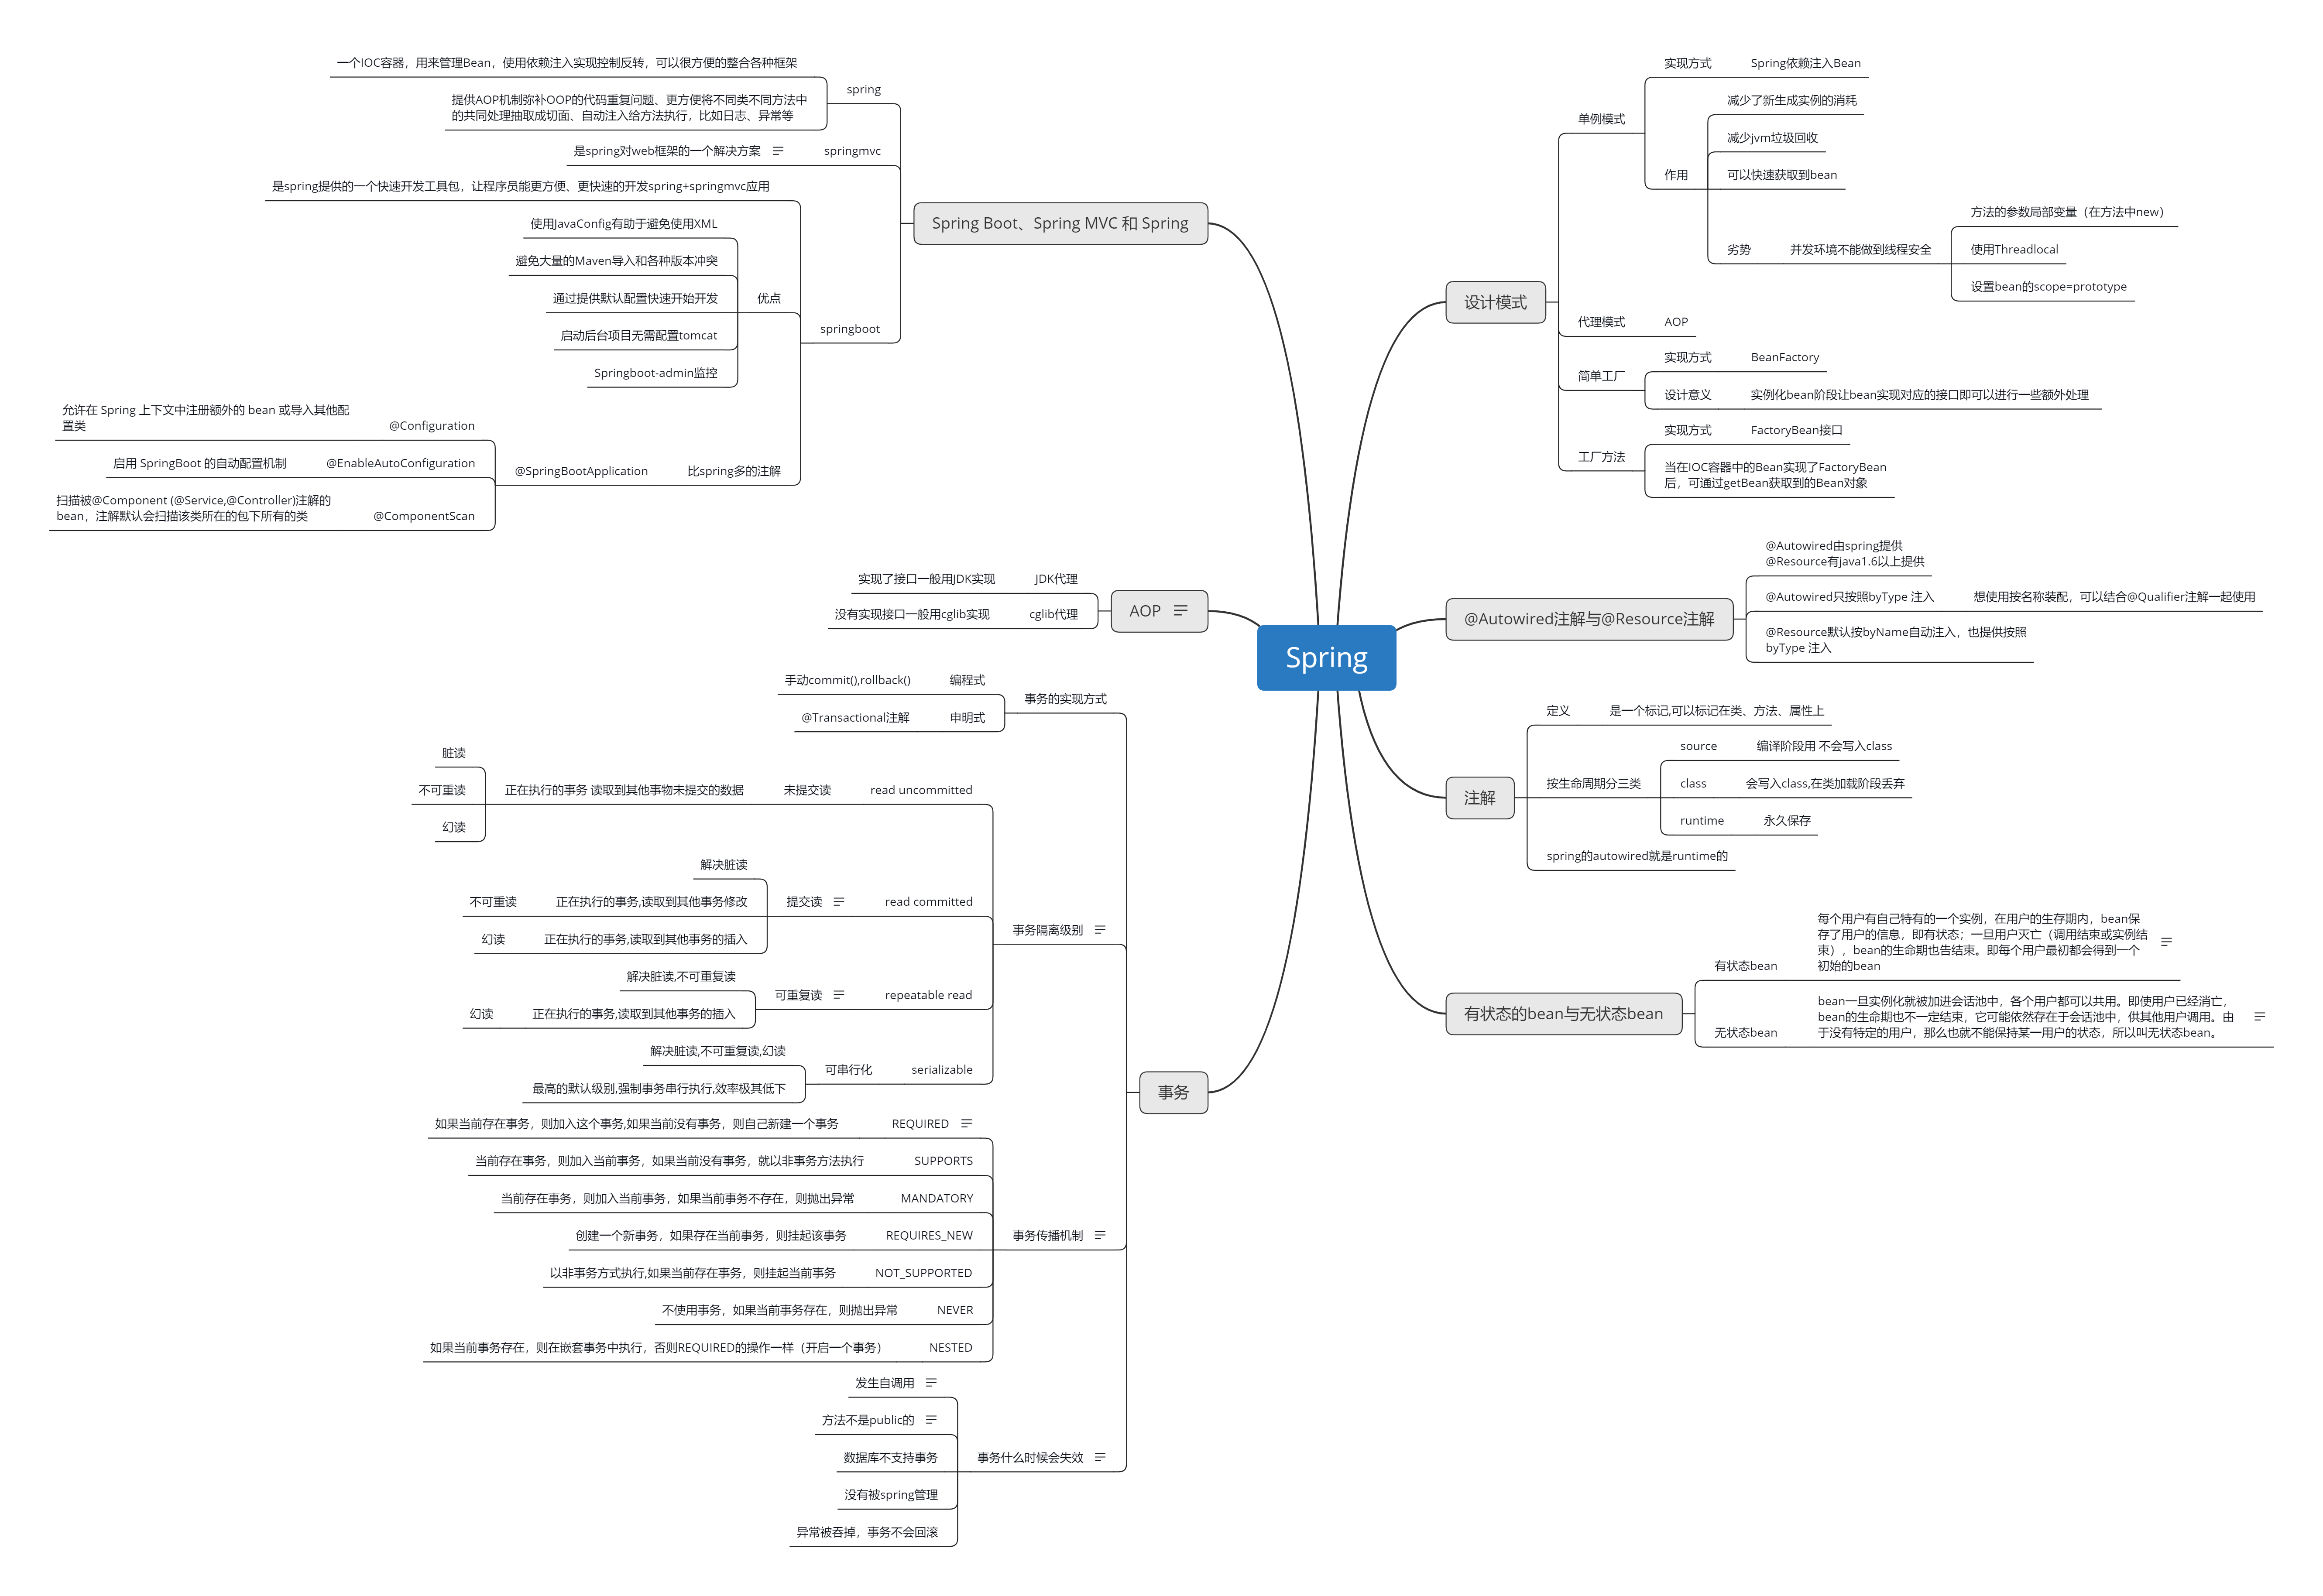 Spring
设计模式
单例模式
实现方式
Spring依赖注入Bean
作用
减少了新生成实例的消耗
减少jvm垃圾回收
可以快速获取到bean
劣势
并发环境不能做到线程安全
方法的参数局部变量（在方法中new）
使用Threadlocal
设置bean的scope=prototype
代理模式
AOP
简单工厂
实现方式
BeanFactory
设计意义
实例化bean阶段让bean实现对应的接口即可以进行一些额外处理
工厂方法
实现方式
FactoryBean接口
当在IOC容器中的Bean实现了FactoryBean
后，可通过getBean获取到的Bean对象
@Autowired注解与@Resource注解
@Autowired由spring提供
@Resource有java1.6以上提供
@Autowired只按照byType 注入
想使用按名称装配，可以结合@Qualifier注解一起使用
@Resource默认按byName自动注入，也提供按照
byType 注入
注解
定义
是一个标记,可以标记在类、方法、属性上
按生命周期分三类
source
编译阶段用 不会写入class
class
会写入class,在类加载阶段丢弃
runtime
永久保存
spring的autowired就是runtime的
有状态的bean与无状态bean
有状态bean
每个用户有自己特有的一个实例，在用户的生存期内，bean保
存了用户的信息，即有状态；一旦用户灭亡（调用结束或实例结
束），bean的生命期也告结束。即每个用户最初都会得到一个
初始的bean
无状态bean
bean一旦实例化就被加进会话池中，各个用户都可以共用。即使用户已经消亡，
bean的生命期也不一定结束，它可能依然存在于会话池中，供其他用户调用。由
于没有特定的用户，那么也就不能保持某一用户的状态，所以叫无状态bean。
Spring Boot、Spring MVC 和 Spring
spring
一个IOC容器，用来管理Bean，使用依赖注入实现控制反转，可以很方便的整合各种框架
提供AOP机制弥补OOP的代码重复问题、更方便将不同类不同方法中
的共同处理抽取成切面、自动注入给方法执行，比如日志、异常等
springmvc
是spring对web框架的一个解决方案
springboot
是spring提供的一个快速开发工具包，让程序员能更方便、更快速的开发spring+springmvc应用
优点
使用JavaConfig有助于避免使用XML
避免大量的Maven导入和各种版本冲突
通过提供默认配置快速开始开发
启动后台项目无需配置tomcat
Springboot-admin监控
比spring多的注解
@SpringBootApplication
@Configuration
允许在 Spring 上下文中注册额外的 bean 或导入其他配
置类
@EnableAutoConfiguration
启用 SpringBoot 的自动配置机制
@ComponentScan
扫描被@Component (@Service,@Controller)注解的
bean，注解默认会扫描该类所在的包下所有的类
AOP
JDK代理
实现了接口一般用JDK实现
cglib代理
没有实现接口一般用cglib实现
事务
事务的实现方式
编程式
手动commit(),rollback()
申明式
@Transactional注解
事务隔离级别
read uncommitted
未提交读
正在执行的事务 读取到其他事物未提交的数据
脏读
不可重读
幻读
read committed
提交读
解决脏读
正在执行的事务,读取到其他事务修改
不可重读
正在执行的事务,读取到其他事务的插入
幻读
repeatable read
可重复读
解决脏读,不可重复读
正在执行的事务,读取到其他事务的插入
幻读
serializable
可串行化
解决脏读,不可重复读,幻读
最高的默认级别,强制事务串行执行,效率极其低下
事务传播机制
REQUIRED
如果当前存在事务，则加入这个事务,如果当前没有事务，则自己新建一个事务
SUPPORTS
当前存在事务，则加入当前事务，如果当前没有事务，就以非事务方法执行
MANDATORY
当前存在事务，则加入当前事务，如果当前事务不存在，则抛出异常
REQUIRES_NEW
创建一个新事务，如果存在当前事务，则挂起该事务
NOT_SUPPORTED
以非事务方式执行,如果当前存在事务，则挂起当前事务
NEVER
不使用事务，如果当前事务存在，则抛出异常
NESTED
如果当前事务存在，则在嵌套事务中执行，否则REQUIRED的操作一样（开启一个事务）
事务什么时候会失效
发生自调用
方法不是public的
数据库不支持事务
没有被spring管理
异常被吞掉，事务不会回滚